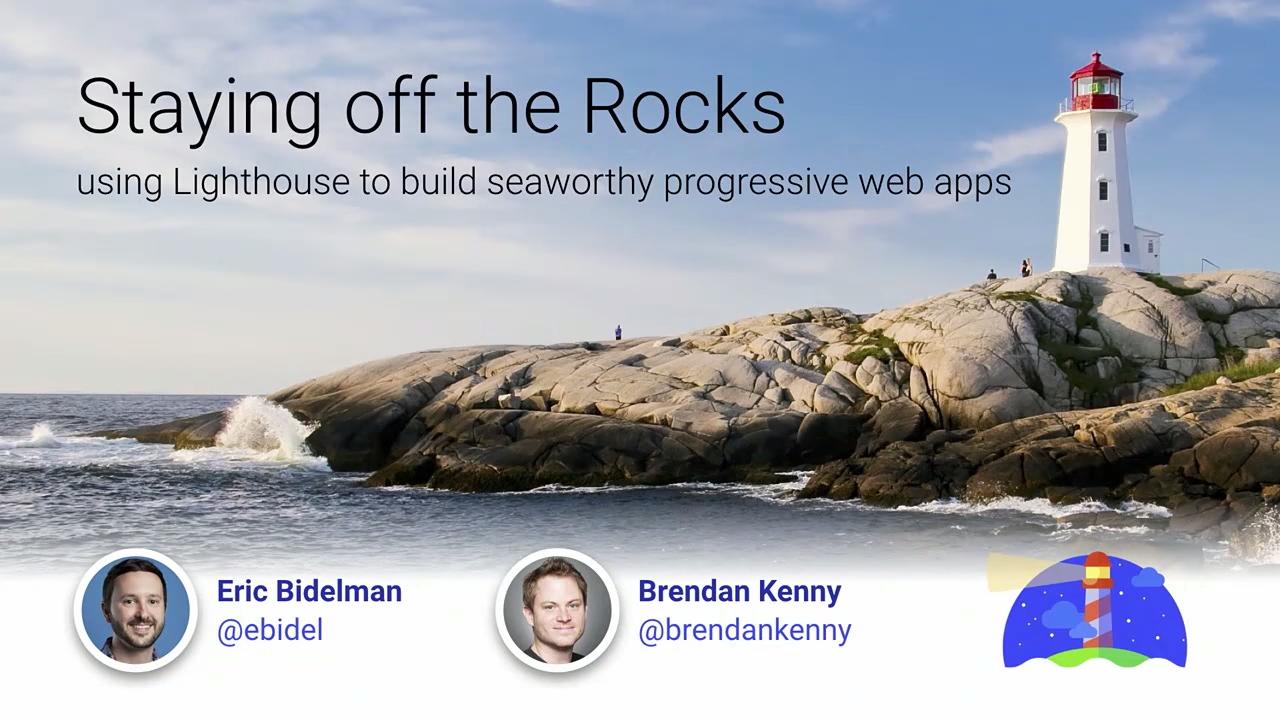 Staying off the Rocks
using Lighthouse to build seaworthy progressive web apps
Eric Bidelman
@ebidel
Brendan Kenny
@brendankenny